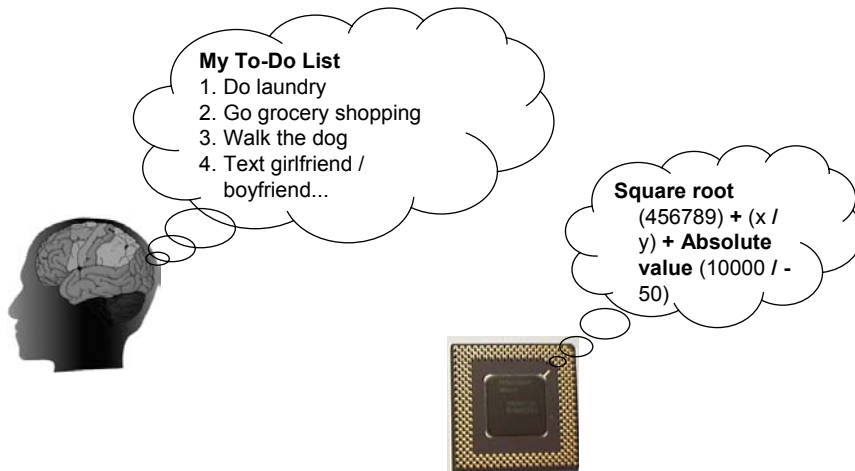 My To-Do List
1. Do laundry
2. Go grocery shopping
3. Walk the dog
4. Text girlfriend /
boyfriend...
Square root
(456789) + (x /
y) + Absolute
value (10000 / -
50)